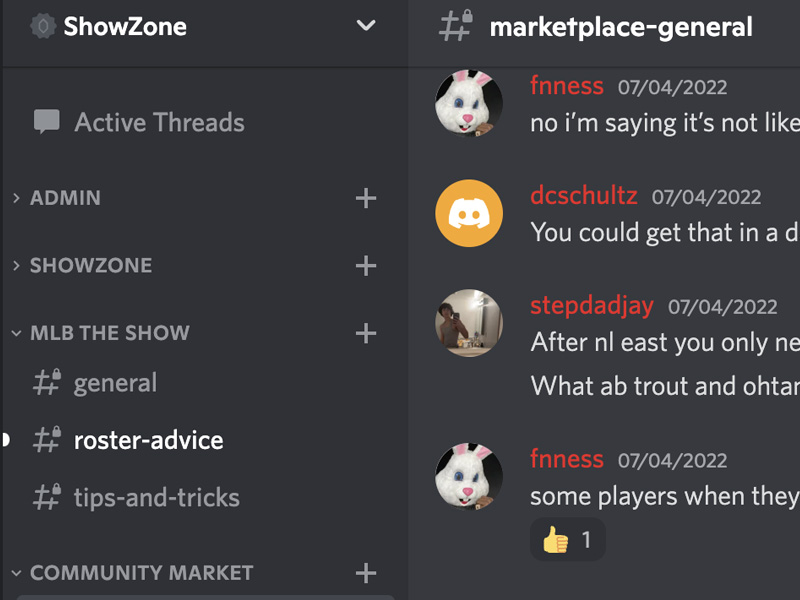 ShowZone
Active Threads
ADMIN
SHOWZONE
MLB THE SHOW
general
roster-advice
tips-and-tricks
COMMUNITY MARKET
marketplace-general
fnness 07/04/2022
no i’m saying it’s not like
dcschultz 07/04/2022
You could get that in a d
stepdadjay 07/04/2022
After nl east you only ne
What ab trout and ohtan
fnness 07/04/2022
some players when they
👍 1